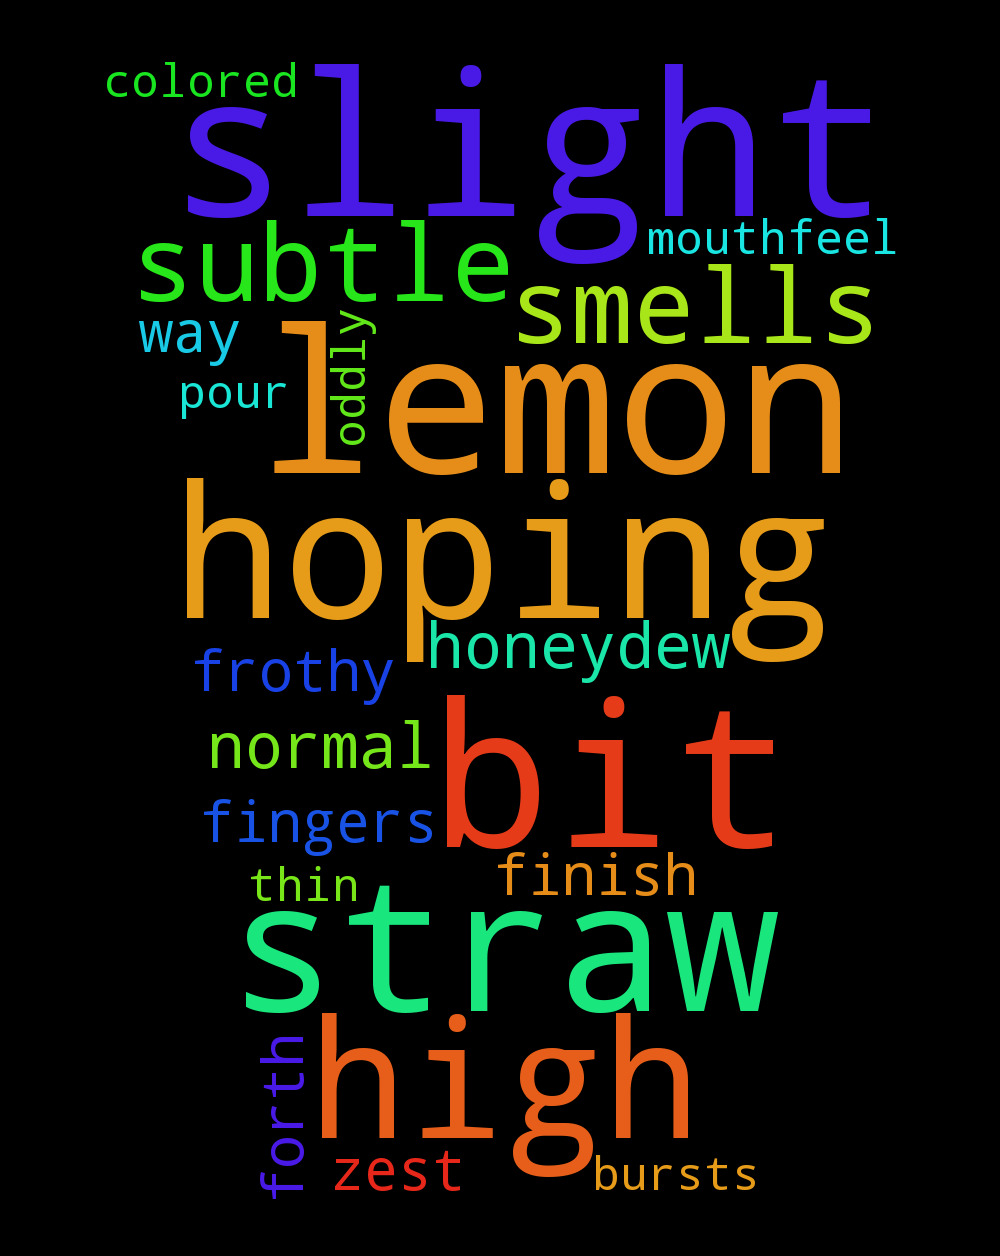 colored
slight
mouthfeel
subtle
smells
way
oddly
lemon
pour
hoping
honeydew
frothy
bit
normal
fingers
finish
thin
straw
high
forth
zest
bursts